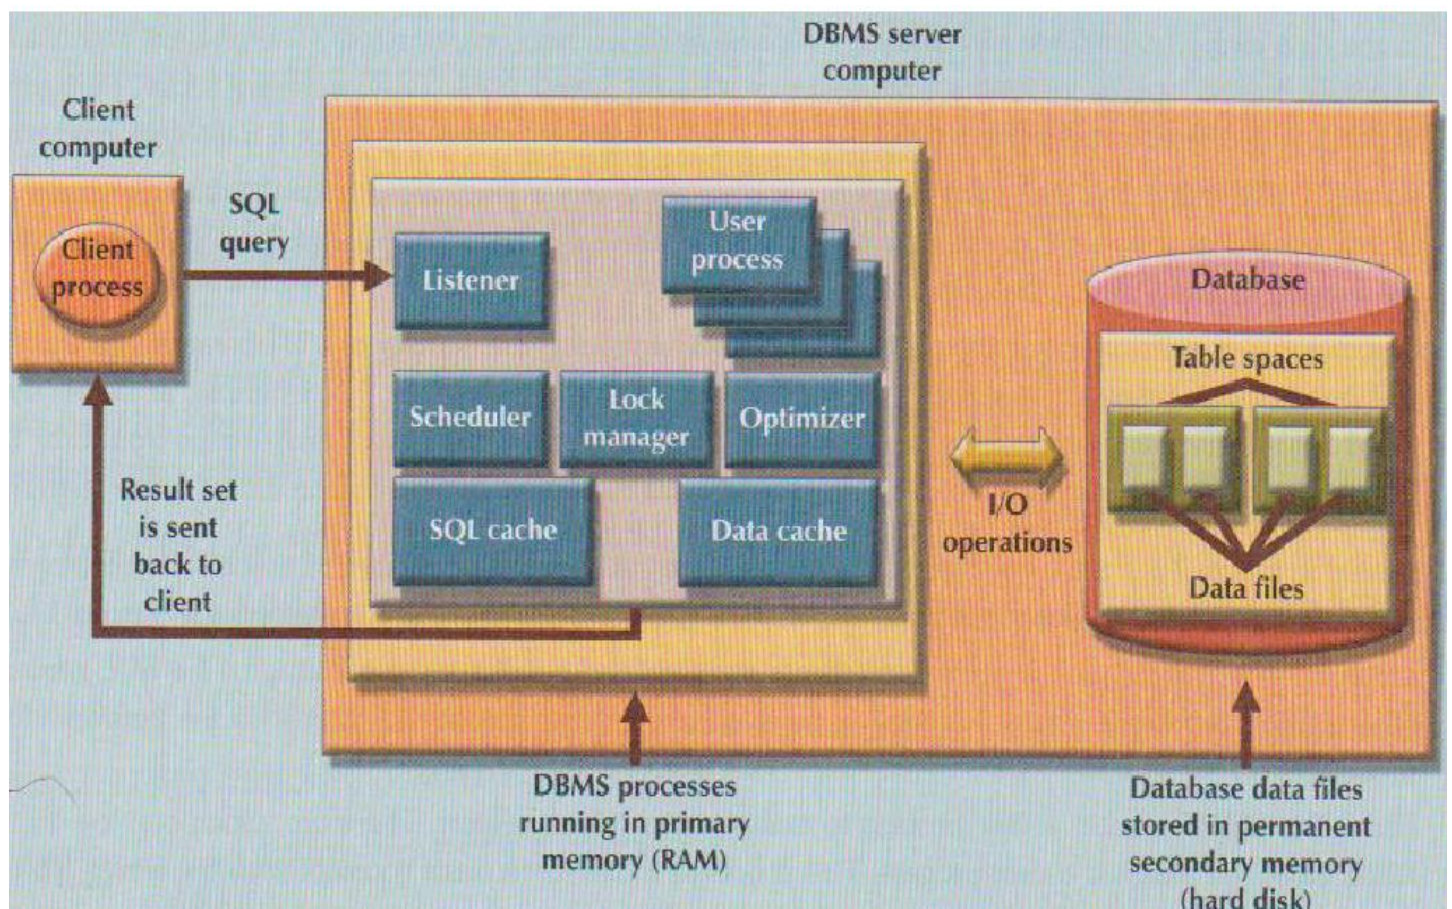 DBMS server
computer
Client
computer
SQL
query
Client
process
Listener
User
process
Database
Table spaces
Scheduler
Lock
manager
Optimizer
I/O
operations
Result set
is sent
back to
client
SQL cache
Data cache
Data files
DBMS processes
running in primary
memory (RAM)
Database data files
stored in permanent
secondary memory
(hard disk)